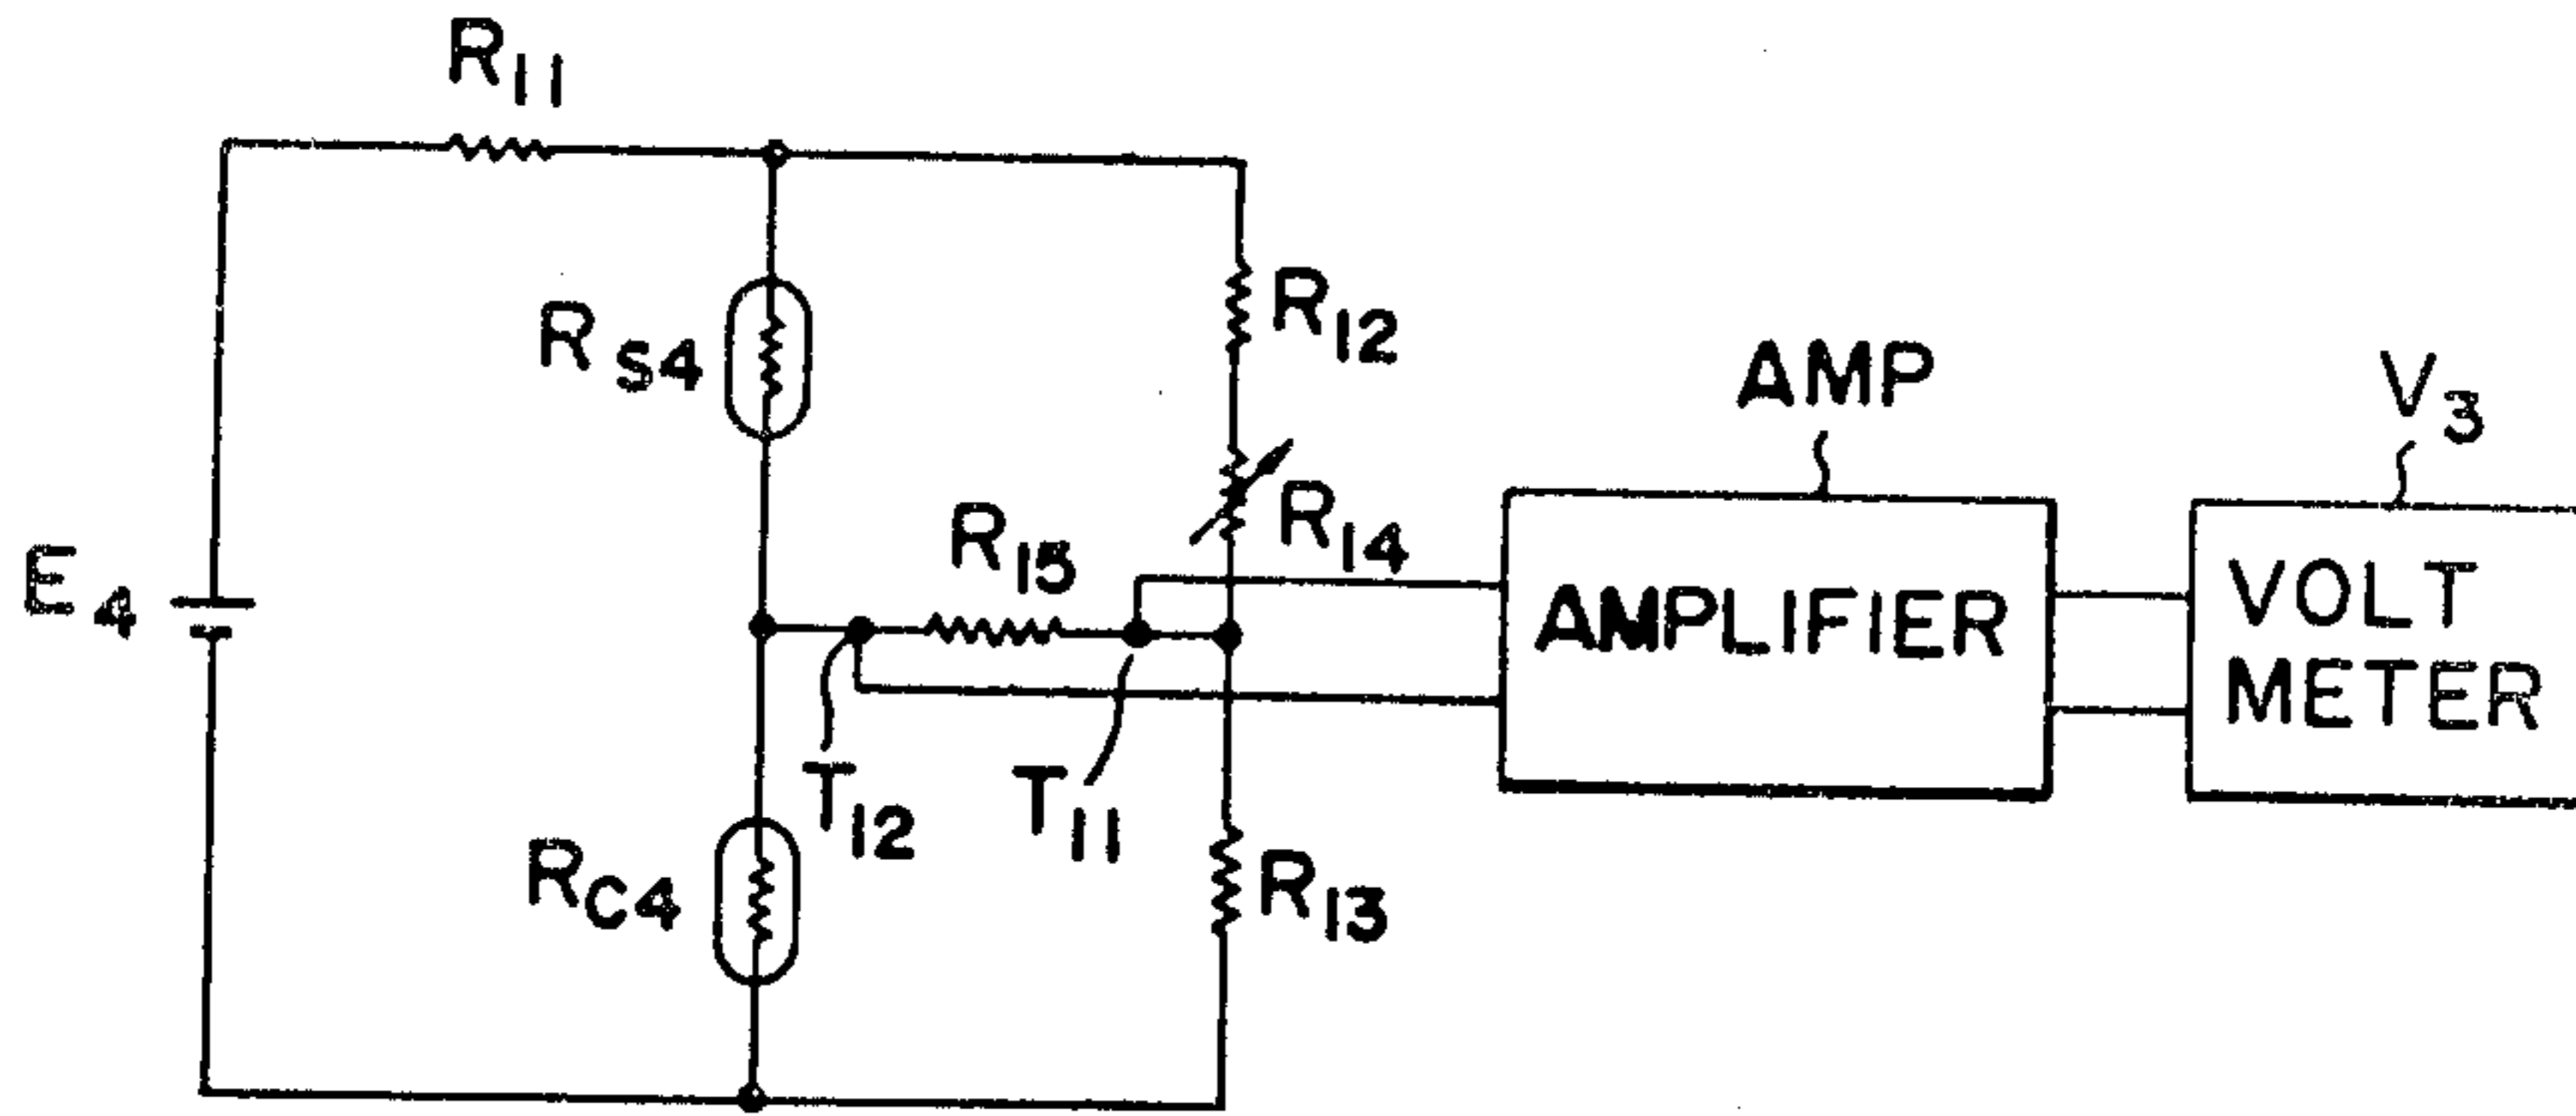 R11
RS4
R12
AMP
V3
R15
R14
E4
AMPLIFIER
VOLT
METER
T12
T11
RC4
R13